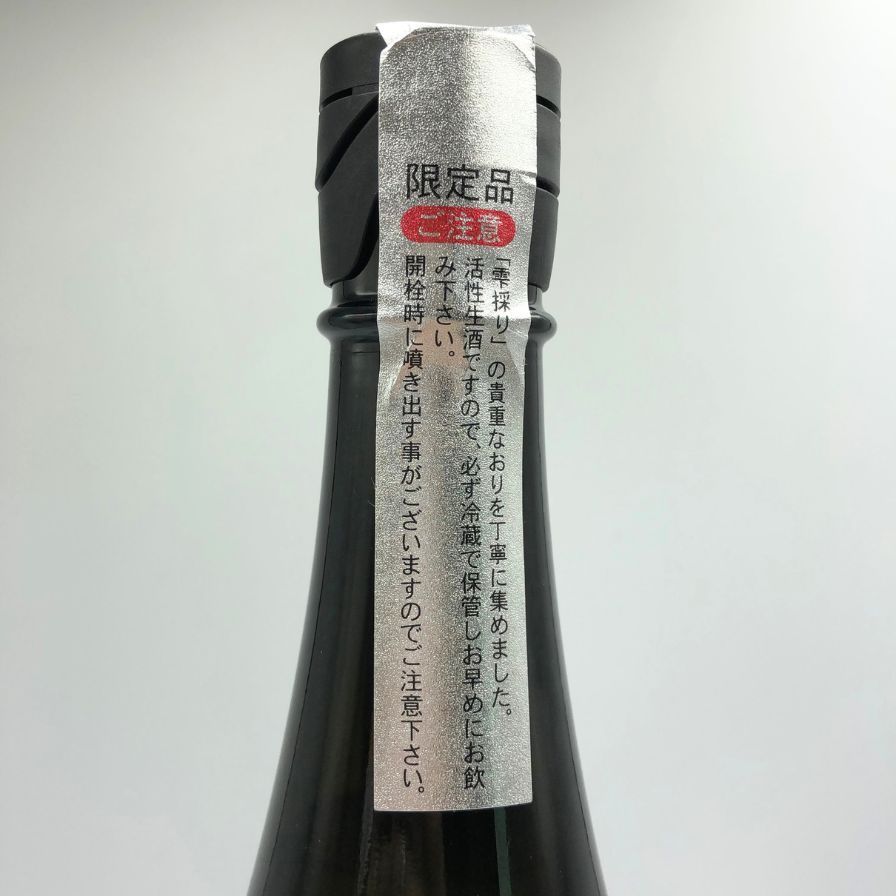 限定品
ご注意
「雫採り」の貴重なおりを丁寧に集めました。
活性生酒ですので、必ず冷蔵で保管しお早めにお飲
み下さい。
開栓時に噴き出す事がございますのでご注意下さい。